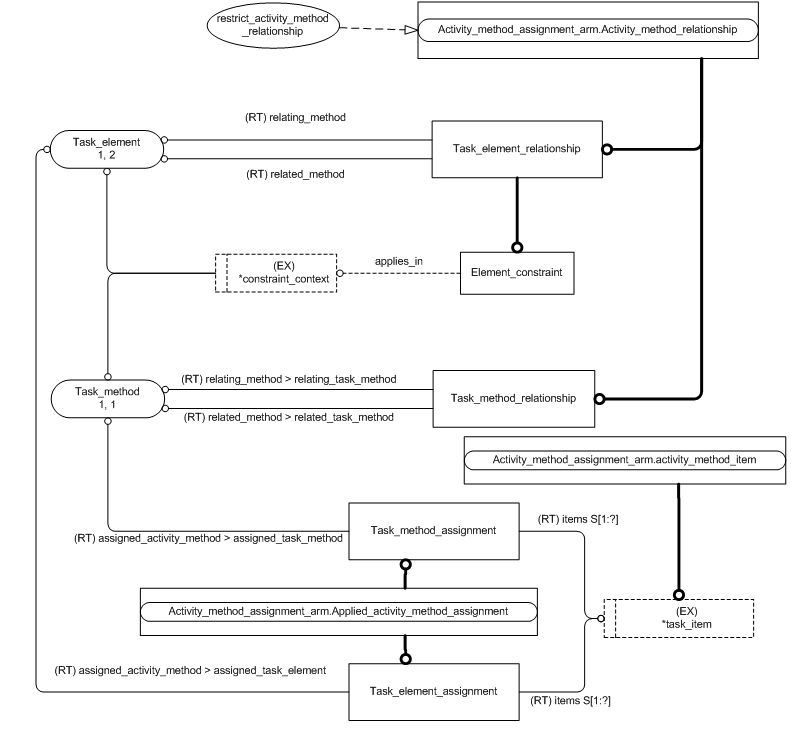 restrict_activity_method
_relationship
Activity_method_assignment_arm.Activity_method_relationship
(RT) relating_method
Task_element
1, 2
Task_element_relationship
(RT) related_method
applies_in
(EX)
*constraint_context
Element_constraint
(RT) relating_method > relating_task_method
Task_method
1, 1
Task_method_relationship
(RT) related_method > related_task_method
Activity_method_assignment_arm.activity_method_item
(RT) items S[1:?]
Task_method_assignment
(RT) assigned_activity_method > assigned_task_method
Activity_method_assignment_arm.Applied_activity_method_assignment
(EX)
*task_item
(RT) assigned_activity_method > assigned_task_element
Task_element_assignment
(RT) items S[1:?]